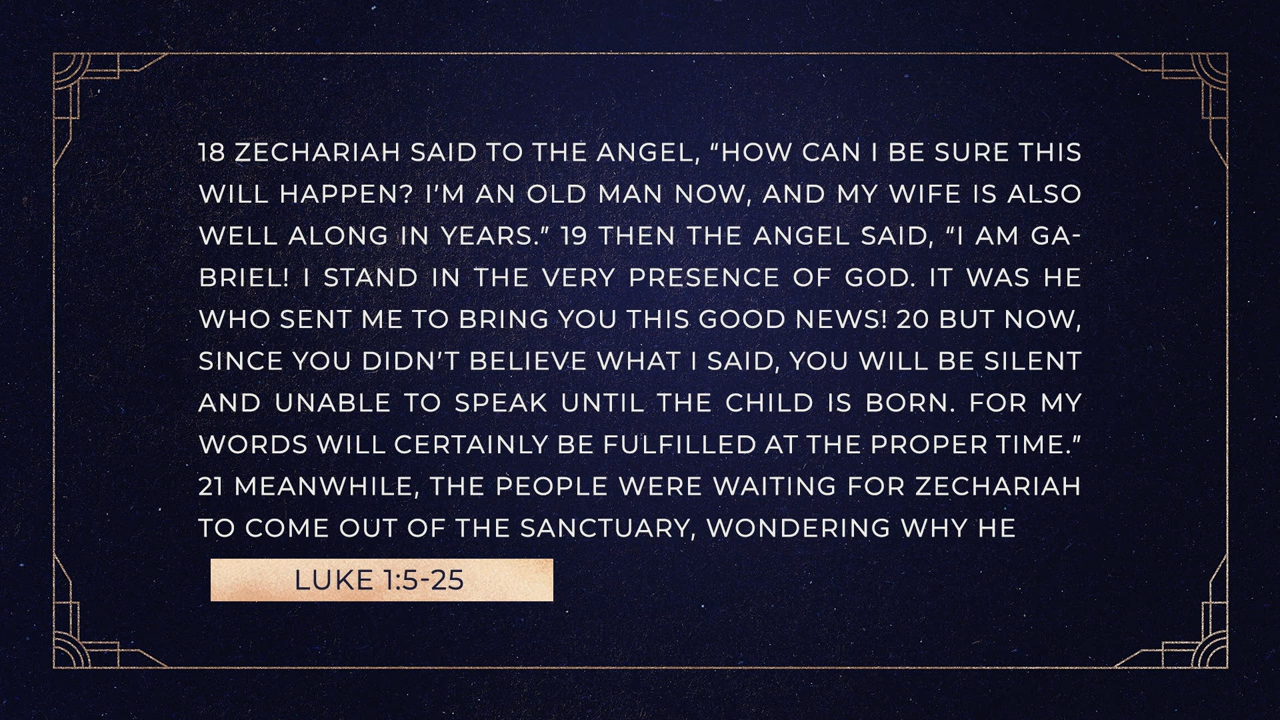 18 ZECHARIAH SAID TO THE ANGEL, “HOW CAN I BE SURE THIS
WILL HAPPEN? I’M AN OLD MAN NOW, AND MY WIFE IS ALSO
WELL ALONG IN YEARS.” 19 THEN THE ANGEL SAID, “I AM GA-
BRIEL! I STAND IN THE VERY PRESENCE OF GOD. IT WAS HE
WHO SENT ME TO BRING YOU THIS GOOD NEWS! 20 BUT NOW,
SINCE YOU DIDN’T BELIEVE WHAT I SAID, YOU WILL BE SILENT
AND UNABLE TO SPEAK UNTIL THE CHILD IS BORN. FOR MY
WORDS WILL CERTAINLY BE FULFILLED AT THE PROPER TIME.”
21 MEANWHILE, THE PEOPLE WERE WAITING FOR ZECHARIAH
TO COME OUT OF THE SANCTUARY, WONDERING WHY HE
LUKE 1:5-25